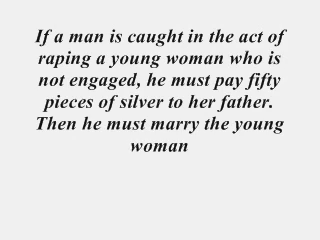 If a man is caught in the act of
raping a young woman who is
not engaged, he must pay fifty
pieces of silver to her father.
Then he must marry the young
woman